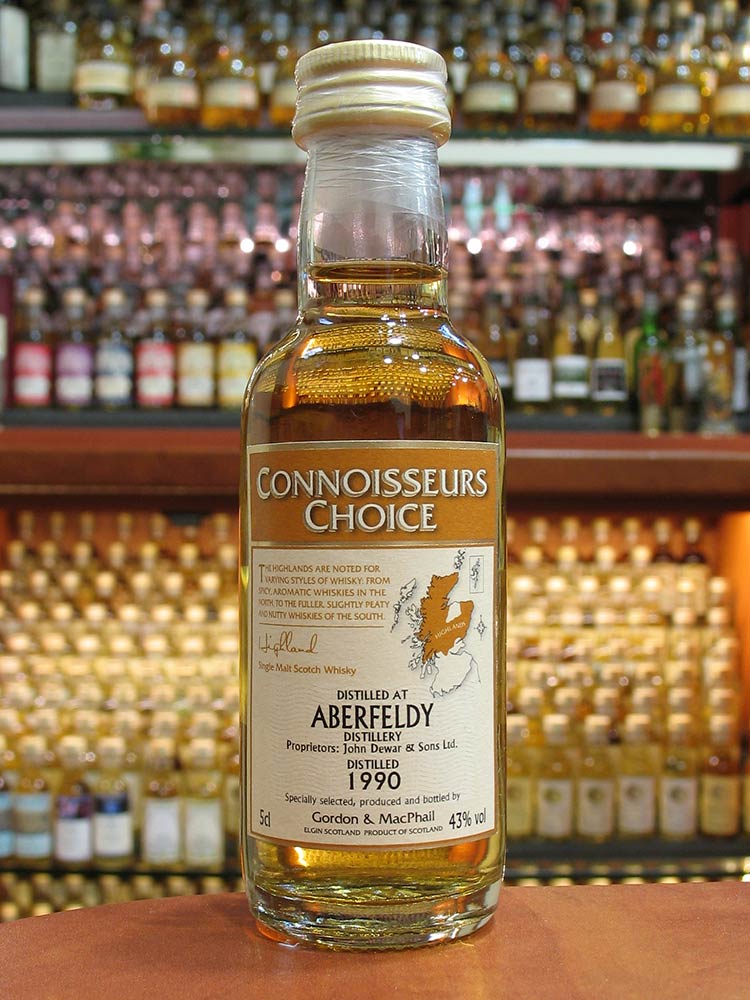 CONNOISSEURS
CHOICE
THE HIGHLANDS ARE NOTED FOR
VARYING STYLES OF WHISKY: FROM
SPICY, AROMATIC WHISKIES IN THE
NORTH, TO THE FULLER, SLIGHTLY PEATY
AND NUTTY WHISKIES OF THE SOUTH.
HIGHLANDS
Highland
Single Malt Scotch Whisky
DISTILLED AT
ABERFELDY
DISTILLERY
Proprietors: John Dewar & Sons Ltd.
DISTILLED
1990
Specially selected, produced and bottled by
5cl Gordon & MacPhail 43% vol
ELGIN SCOTLAND PRODUCT OF SCOTLAND